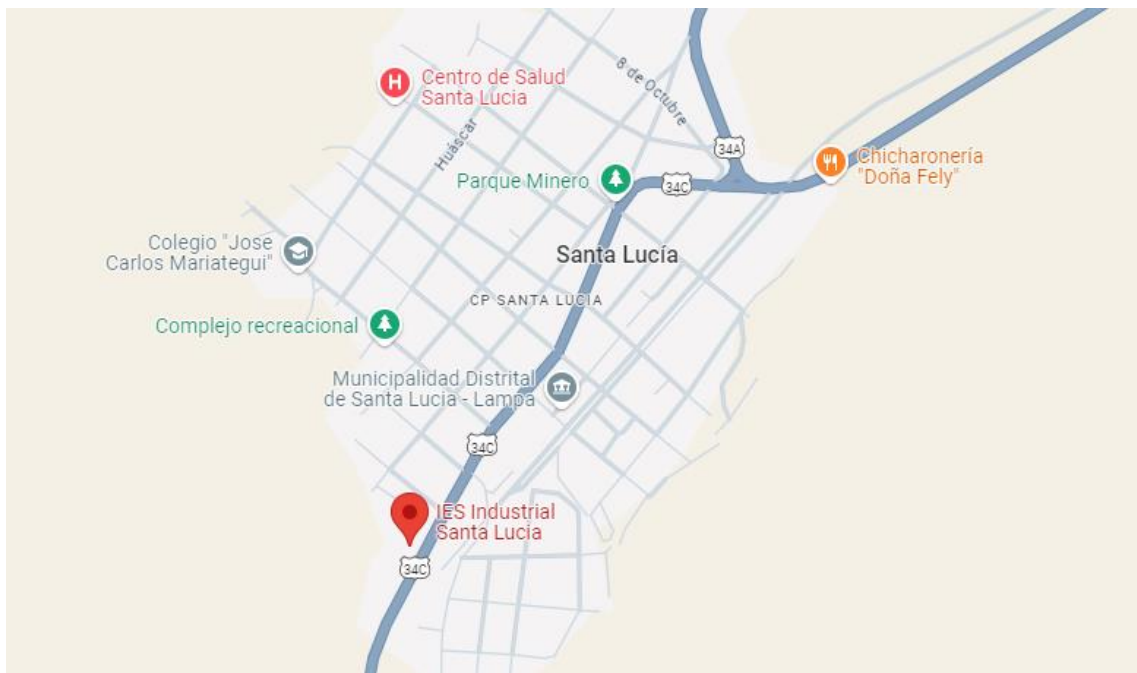 8 de Octubre
Centro de Salud
Santa Lucia
Huáscar
34A
Chicharonería
"Doña Fely"
Parque Minero
34C
Colegio "Jose
Carlos Mariategui"
Santa Lucía
CP SANTA LUCIA
Complejo recreacional
Municipalidad Distrital
de Santa Lucia - Lampa
34C
IES Industrial
Santa Lucia
34C